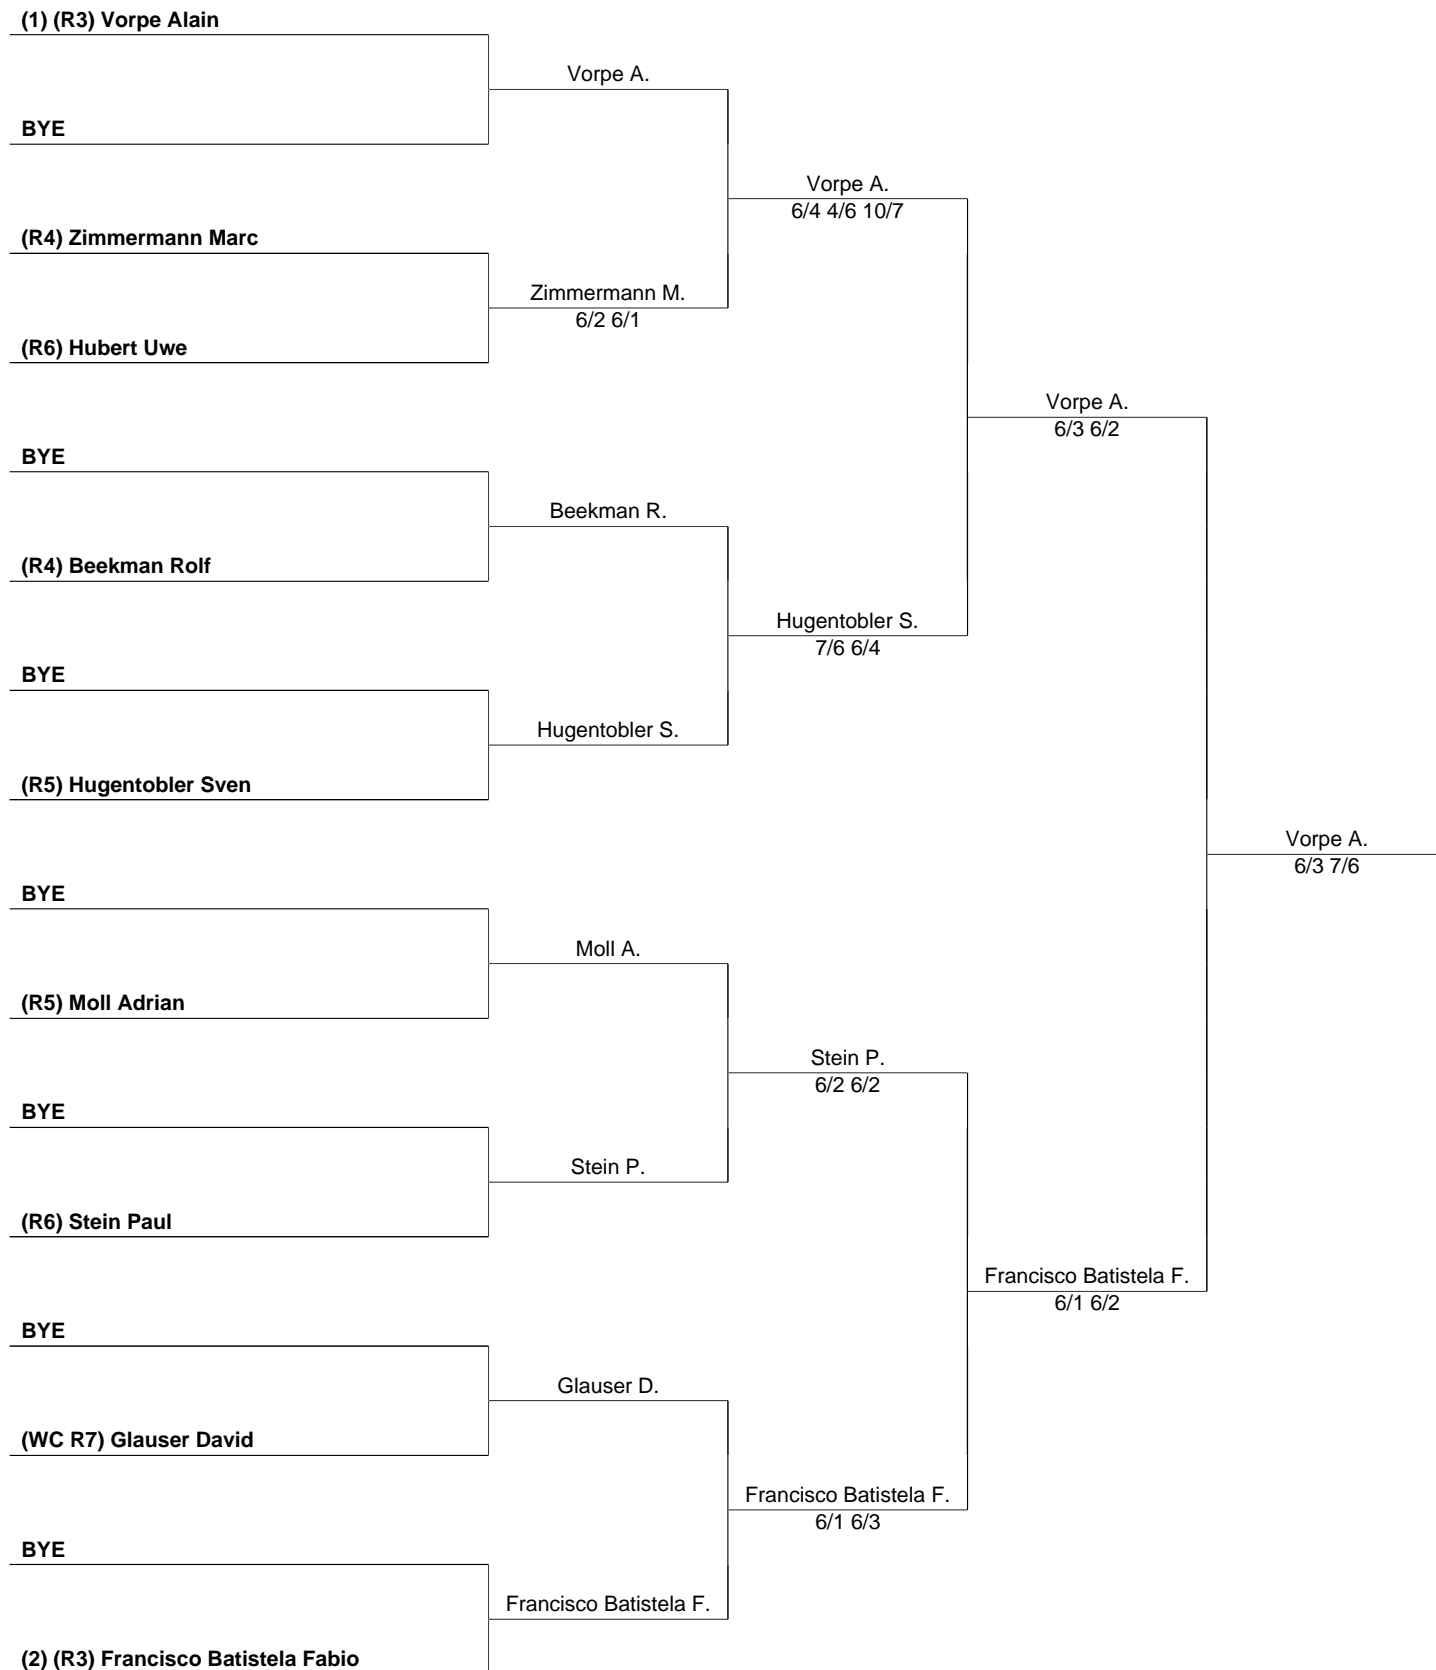 (1) (R3) Vorpe Alain
Vorpe A.
BYE
Vorpe A.
6/4 4/6 10/7
(R4) Zimmermann Marc
Zimmermann M.
6/2 6/1
(R6) Hubert Uwe
Vorpe A.
6/3 6/2
BYE
Beekman R.
(R4) Beekman Rolf
Hugentobler S.
7/6 6/4
BYE
Hugentobler S.
(R5) Hugentobler Sven
Vorpe A.
6/3 7/6
BYE
Moll A.
(R5) Moll Adrian
Stein P.
6/2 6/2
BYE
Stein P.
(R6) Stein Paul
Francisco Batistela F.
6/1 6/2
BYE
Glauser D.
(WC R7) Glauser David
Francisco Batistela F.
6/1 6/3
BYE
Francisco Batistela F.
(2) (R3) Francisco Batistela Fabio